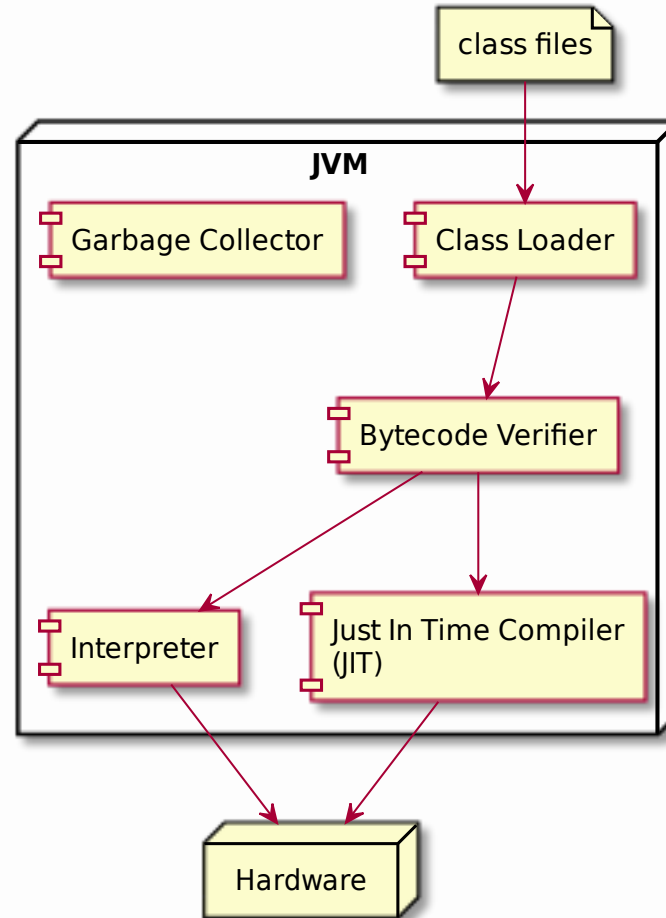 class files
JVM
Garbage Collector
Class Loader
Bytecode Verifier
Interpreter
Just In Time Compiler
(JIT)
Hardware